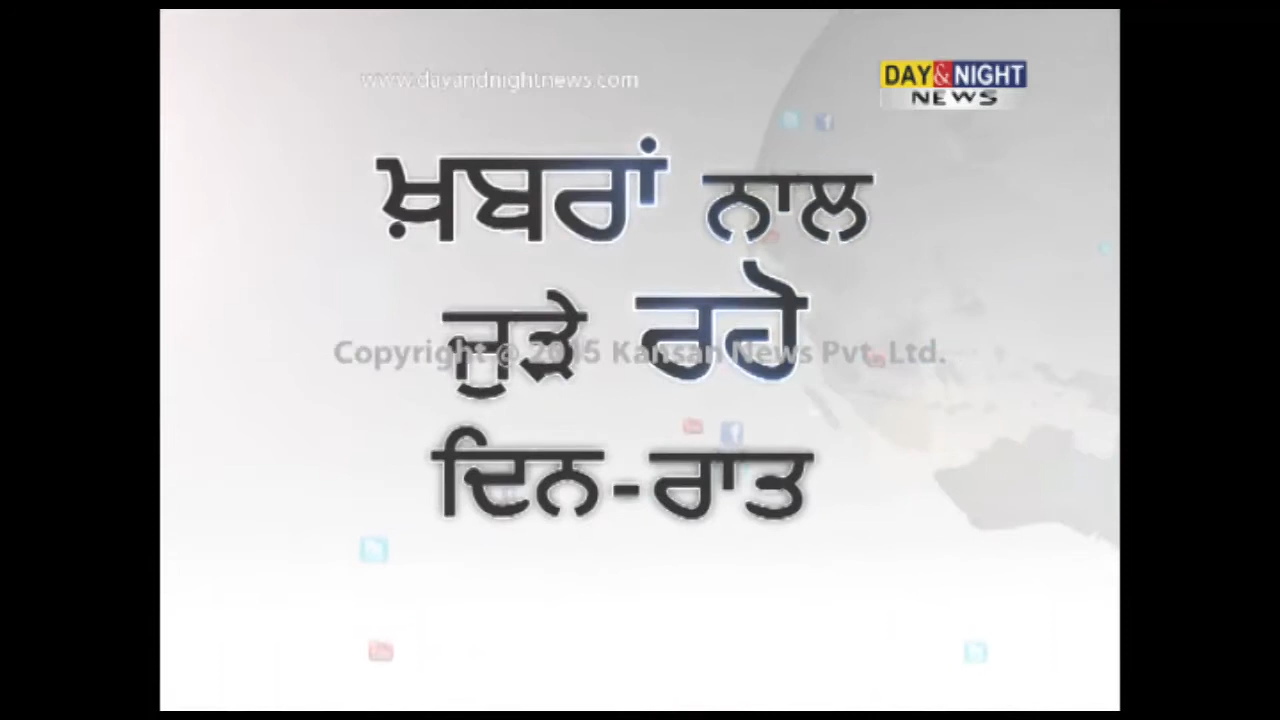 www.dayandnightnews.com
DAY&NIGHT
NEWS
ਖ਼ਬਰਾਂ ਨਾਲ
ਜੁੜੇ ਰਹੋ
Copyright @ 2015 Kansan News Pvt. Ltd.
ਦਿਨ-ਰਾਤ